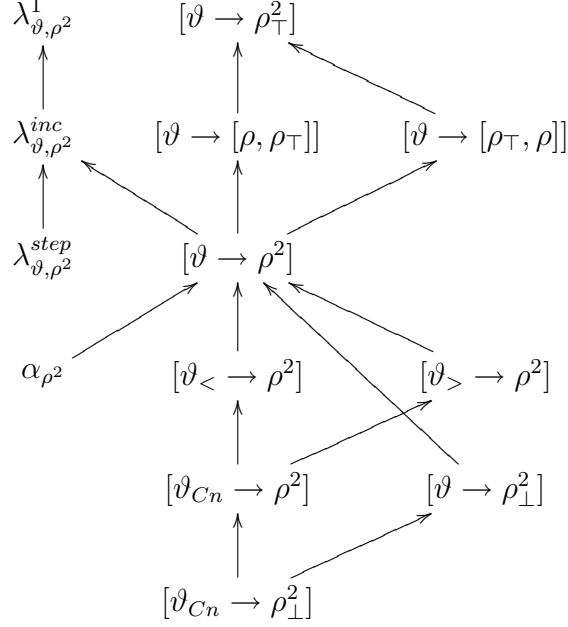 λ^1_{ϑ,ρ^2} [ϑ → ρ^2_⊤]
λ^{inc}_{ϑ,ρ^2} [ϑ → [ρ, ρ_⊤]] [ϑ → [ρ_⊤, ρ]]
λ^{step}_{ϑ,ρ^2} [ϑ → ρ^2]
α_{ρ^2} [ϑ_< → ρ^2] [ϑ_> → ρ^2]
[ϑ_{Cn} → ρ^2] [ϑ → ρ^2_⊥]
[ϑ_{Cn} → ρ^2_⊥]